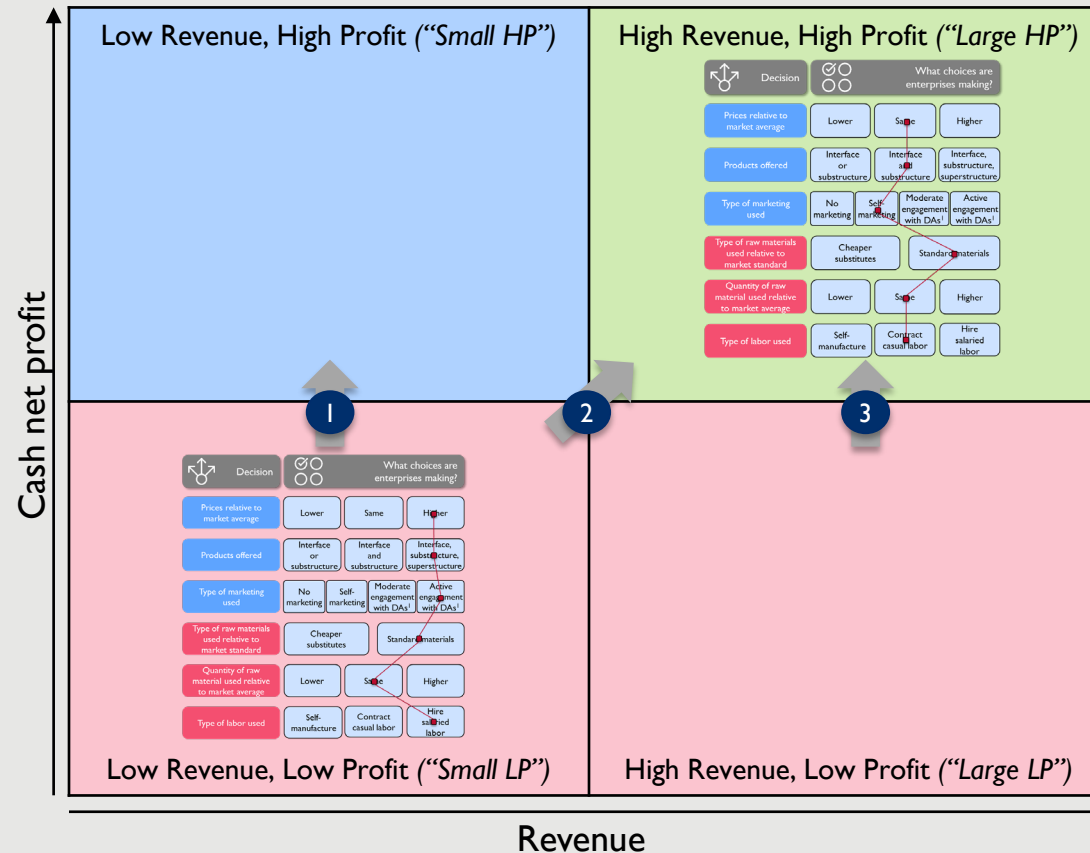 Cash net profit
Low Revenue, High Profit (“Small HP”)
High Revenue, High Profit (“Large HP”)
Decision
What choices are
enterprises making?
Prices relative to
market average
Lower
Same
Higher
Products offered
Interface
or
substructure
Interface
and
substructure
Interface,
substructure,
superstructure
Type of marketing
used
No
marketing
Self-
marketing
Moderate
engagement
with DAs¹
Active
engagement
with DAs¹
Type of raw materials
used relative to
market standard
Cheaper
substitutes
Standard materials
Quantity of raw
material used relative
to market average
Lower
Same
Higher
Type of labor used
Self-
manufacture
Contract
casual labor
Hire
salaried
labor
1
2
3
Decision
What choices are
enterprises making?
Prices relative to
market average
Lower
Same
Higher
Products offered
Interface
or
substructure
Interface
and
substructure
Interface,
substructure,
superstructure
Type of marketing
used
No
marketing
Self-
marketing
Moderate
engagement
with DAs¹
Active
engagement
with DAs¹
Type of raw materials
used relative to
market standard
Cheaper
substitutes
Standard materials
Quantity of raw
material used relative
to market average
Lower
Same
Higher
Type of labor used
Self-
manufacture
Contract
casual labor
Hire
salaried
labor
Low Revenue, Low Profit (“Small LP”)
High Revenue, Low Profit (“Large LP”)
Revenue